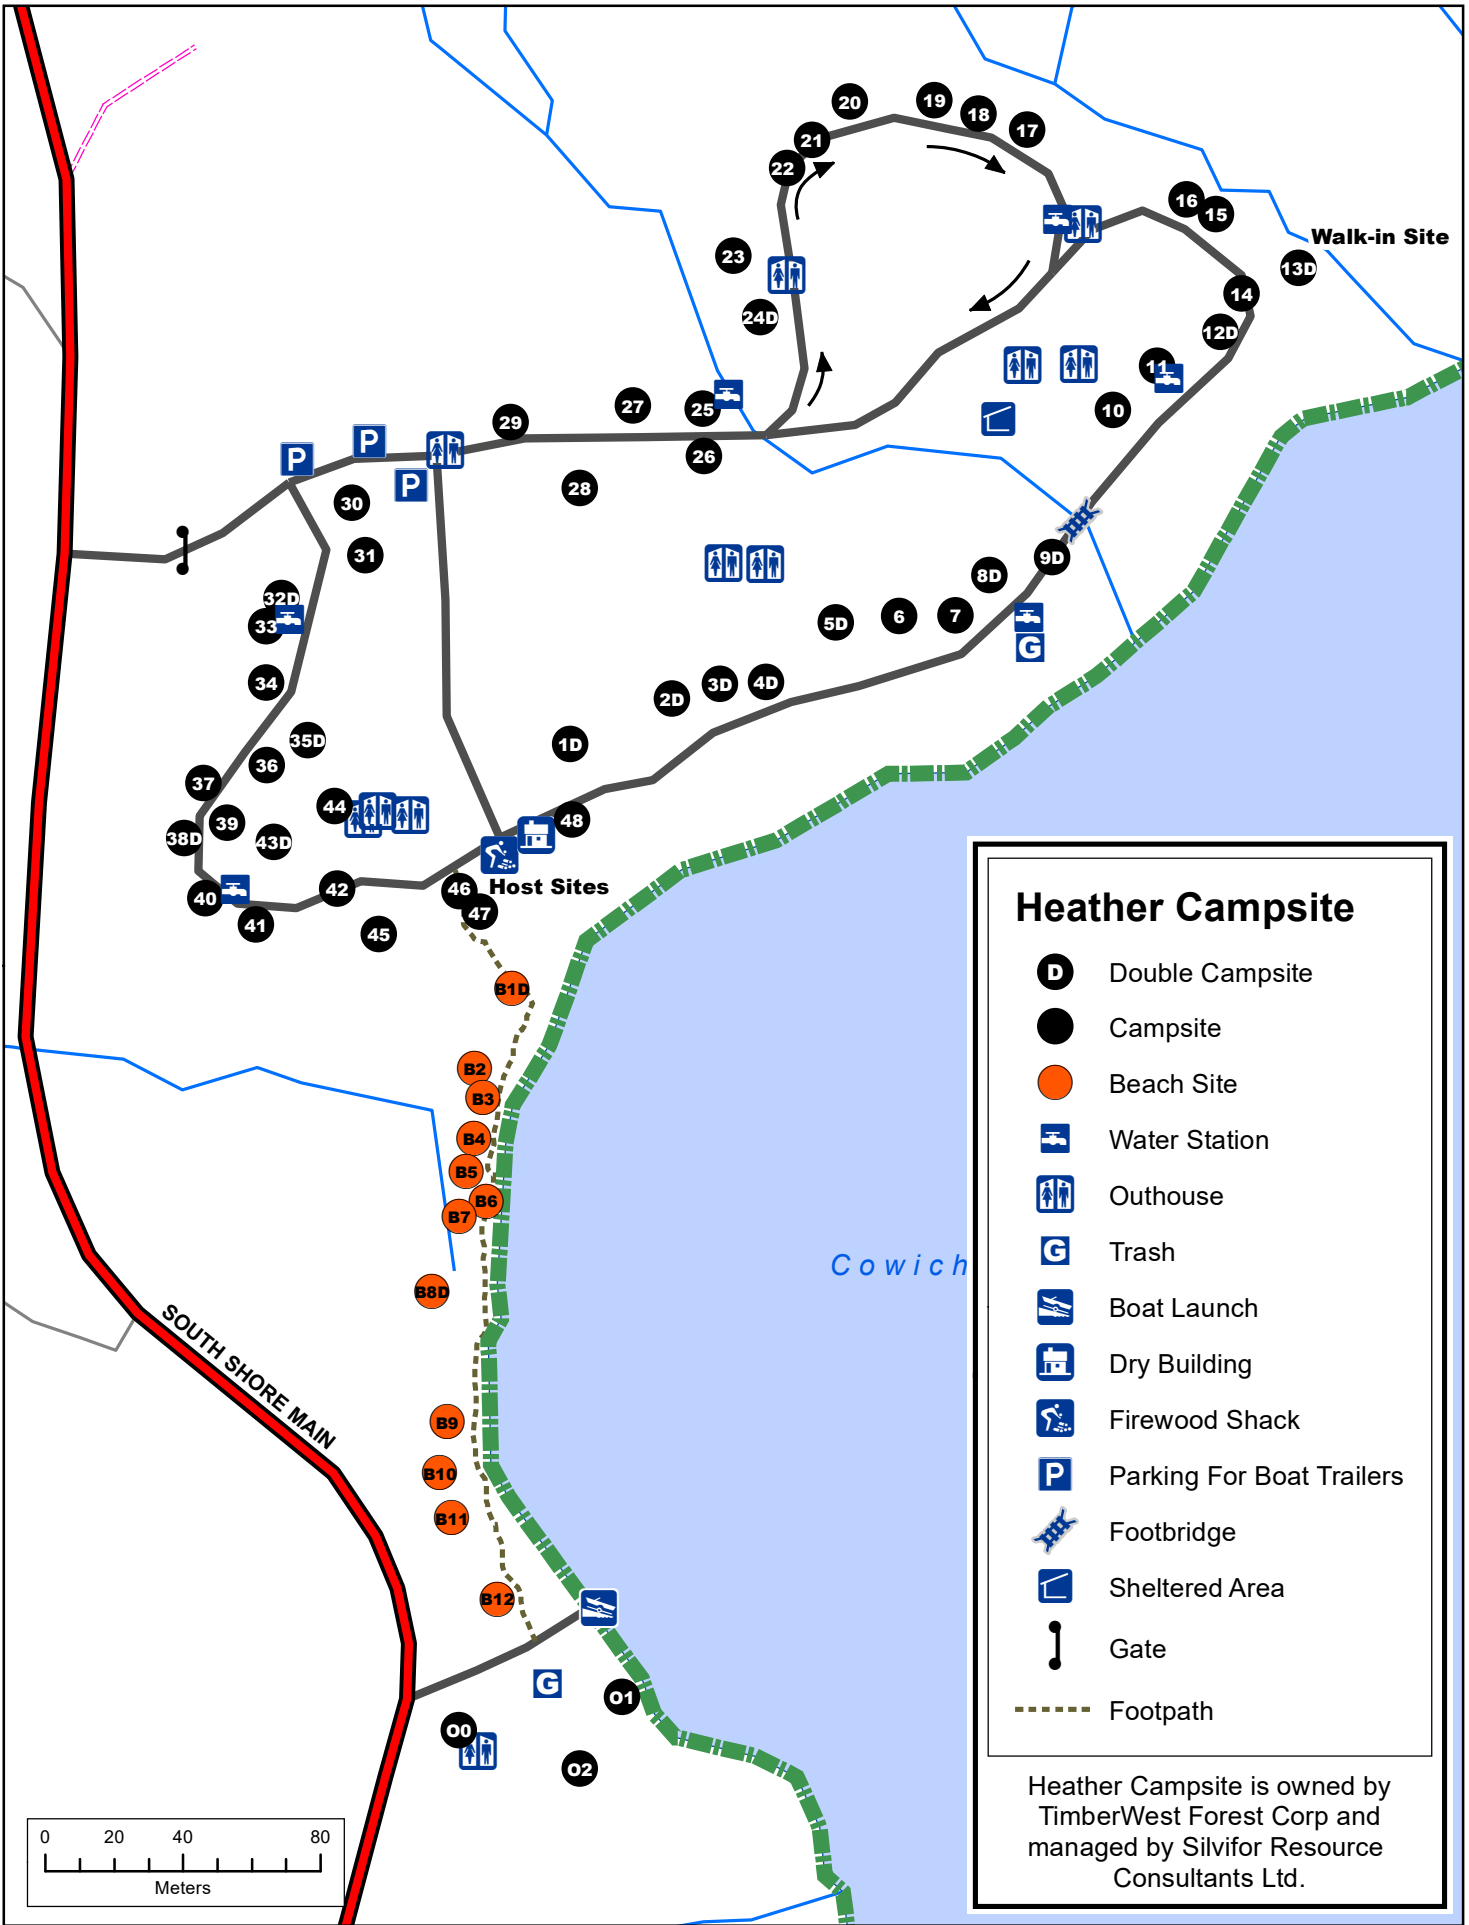 20
19
18
17
21
22
16
15
Walk-in Site
23
13D
14
24D
12D
11
27
25
10
29
26
P
P
P
28
30
31
9D
8D
32D
33
5D
6
7
G
34
2D
3D
4D
35D
1D
36
37
44
39
48
38D
43D
46
Host Sites
42
40
47
41
45
B1D
B2
B3
B4
B5
B6
B7
Cowich
B8D
SOUTH SHORE MAIN
B9
B10
B11
B12
G
O1
O0
O2
0 20 40 80
Meters
Heather Campsite
D Double Campsite
Campsite
Beach Site
Water Station
Outhouse
G Trash
Boat Launch
Dry Building
Firewood Shack
P Parking For Boat Trailers
Footbridge
Sheltered Area
Gate
Footpath
Heather Campsite is owned by
TimberWest Forest Corp and
managed by Silvifor Resource
Consultants Ltd.